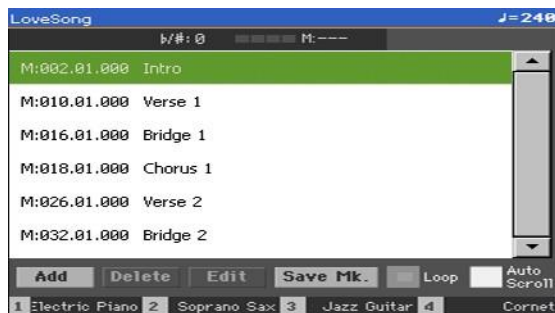 LoveSong ♩=240
b/#: 0 M:---
M:002.01.000 Intro
M:010.01.000 Verse 1
M:016.01.000 Bridge 1
M:018.01.000 Chorus 1
M:026.01.000 Verse 2
M:032.01.000 Bridge 2
Add Delete Edit Save Mk. Loop Auto Scroll
1 Electric Piano 2 Soprano Sax 3 Jazz Guitar 4 Cornet